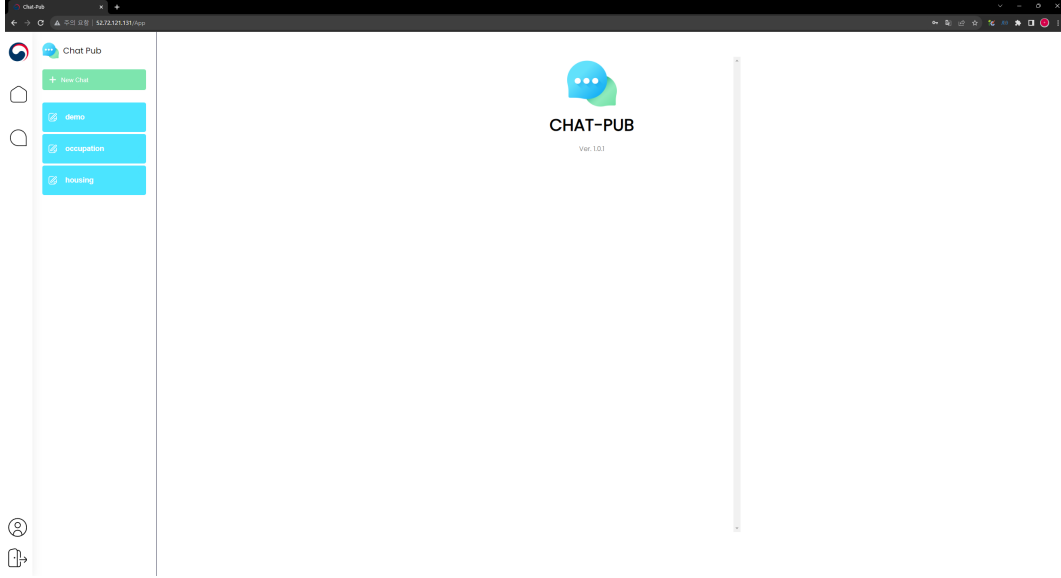 Chat-Pub
주의 요함 | 52.72.121.131/App
Chat Pub
+ New Chat
demo
occupation
housing
CHAT-PUB
Ver. 1.0.1